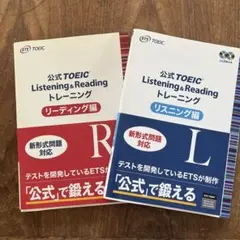 ETS TOEIC
公式 TOEIC
Listening & Reading
トレーニング
リーディング編
新形式問題
対応
R
テストを開発しているETSが制作
「公式」で鍛える
ETS TOEIC
公式 TOEIC
Listening & Reading
トレーニング
リスニング編
新形式問題
対応
L
テストを開発しているETSが制作
「公式」で鍛える